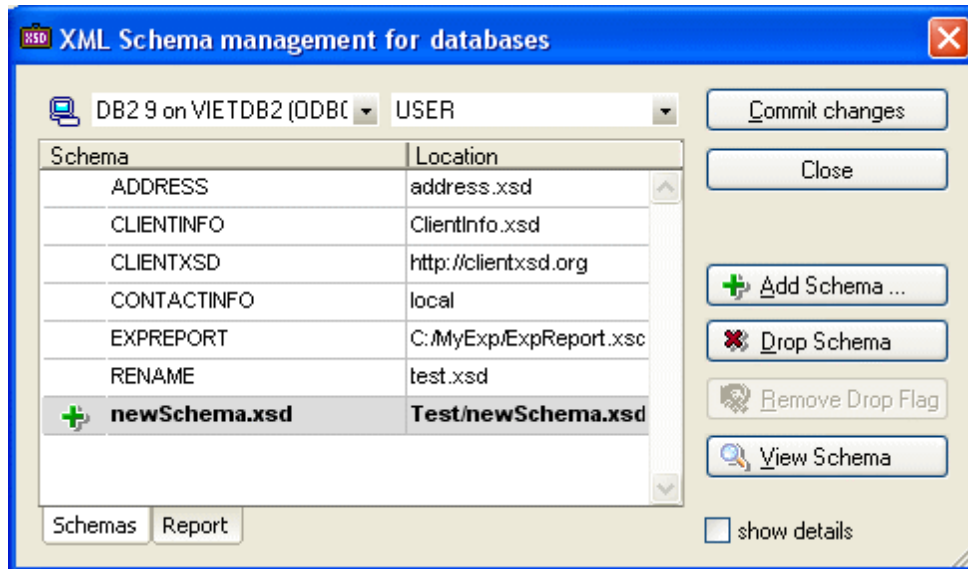 XSD XML Schema management for databases
DB2 9 on VIETDB2 (ODBC USER
Commit changes
Schema Location
Close
ADDRESS address.xsd
CLIENTINFO ClientInfo.xsd
CLIENTXSD http://clientxsd.org
Add Schema ...
CONTACTINFO local
EXPREPORT C:/MyExp/ExpReport.xsc
Drop Schema
RENAME test.xsd
Remove Drop Flag
newSchema.xsd Test/newSchema.xsd
View Schema
Schemas Report
show details